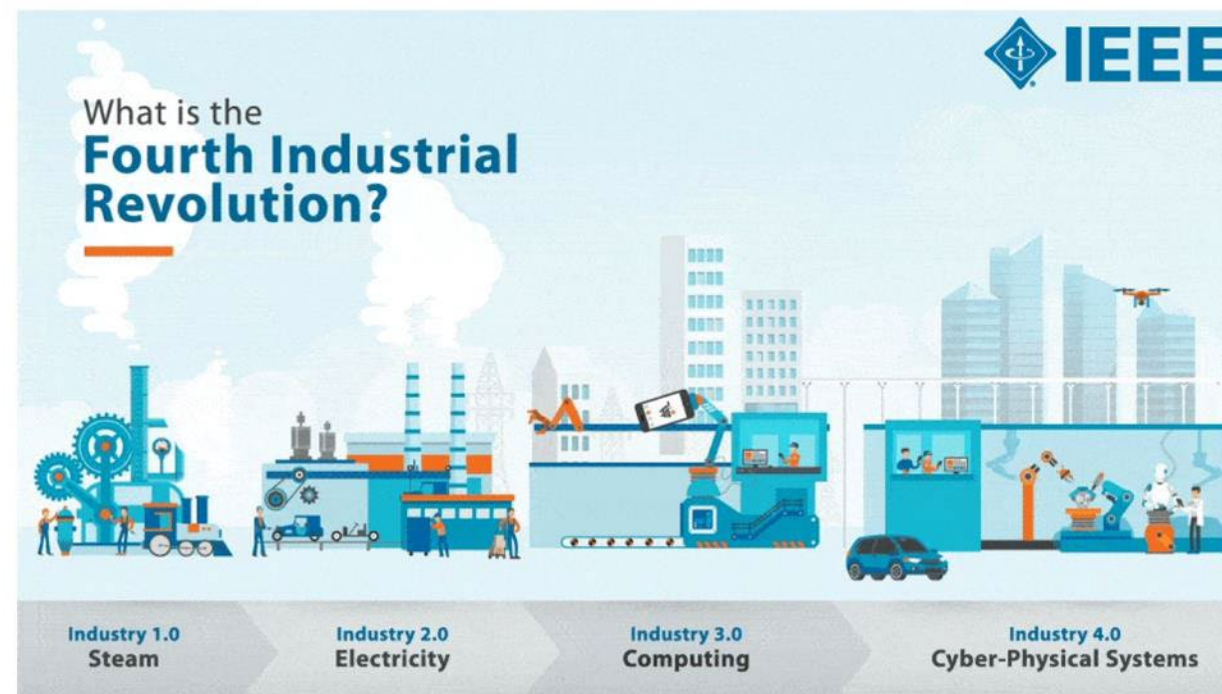 IEEE
What is the
Fourth Industrial
Revolution?
Industry 1.0
Steam
Industry 2.0
Electricity
Industry 3.0
Computing
Industry 4.0
Cyber-Physical Systems